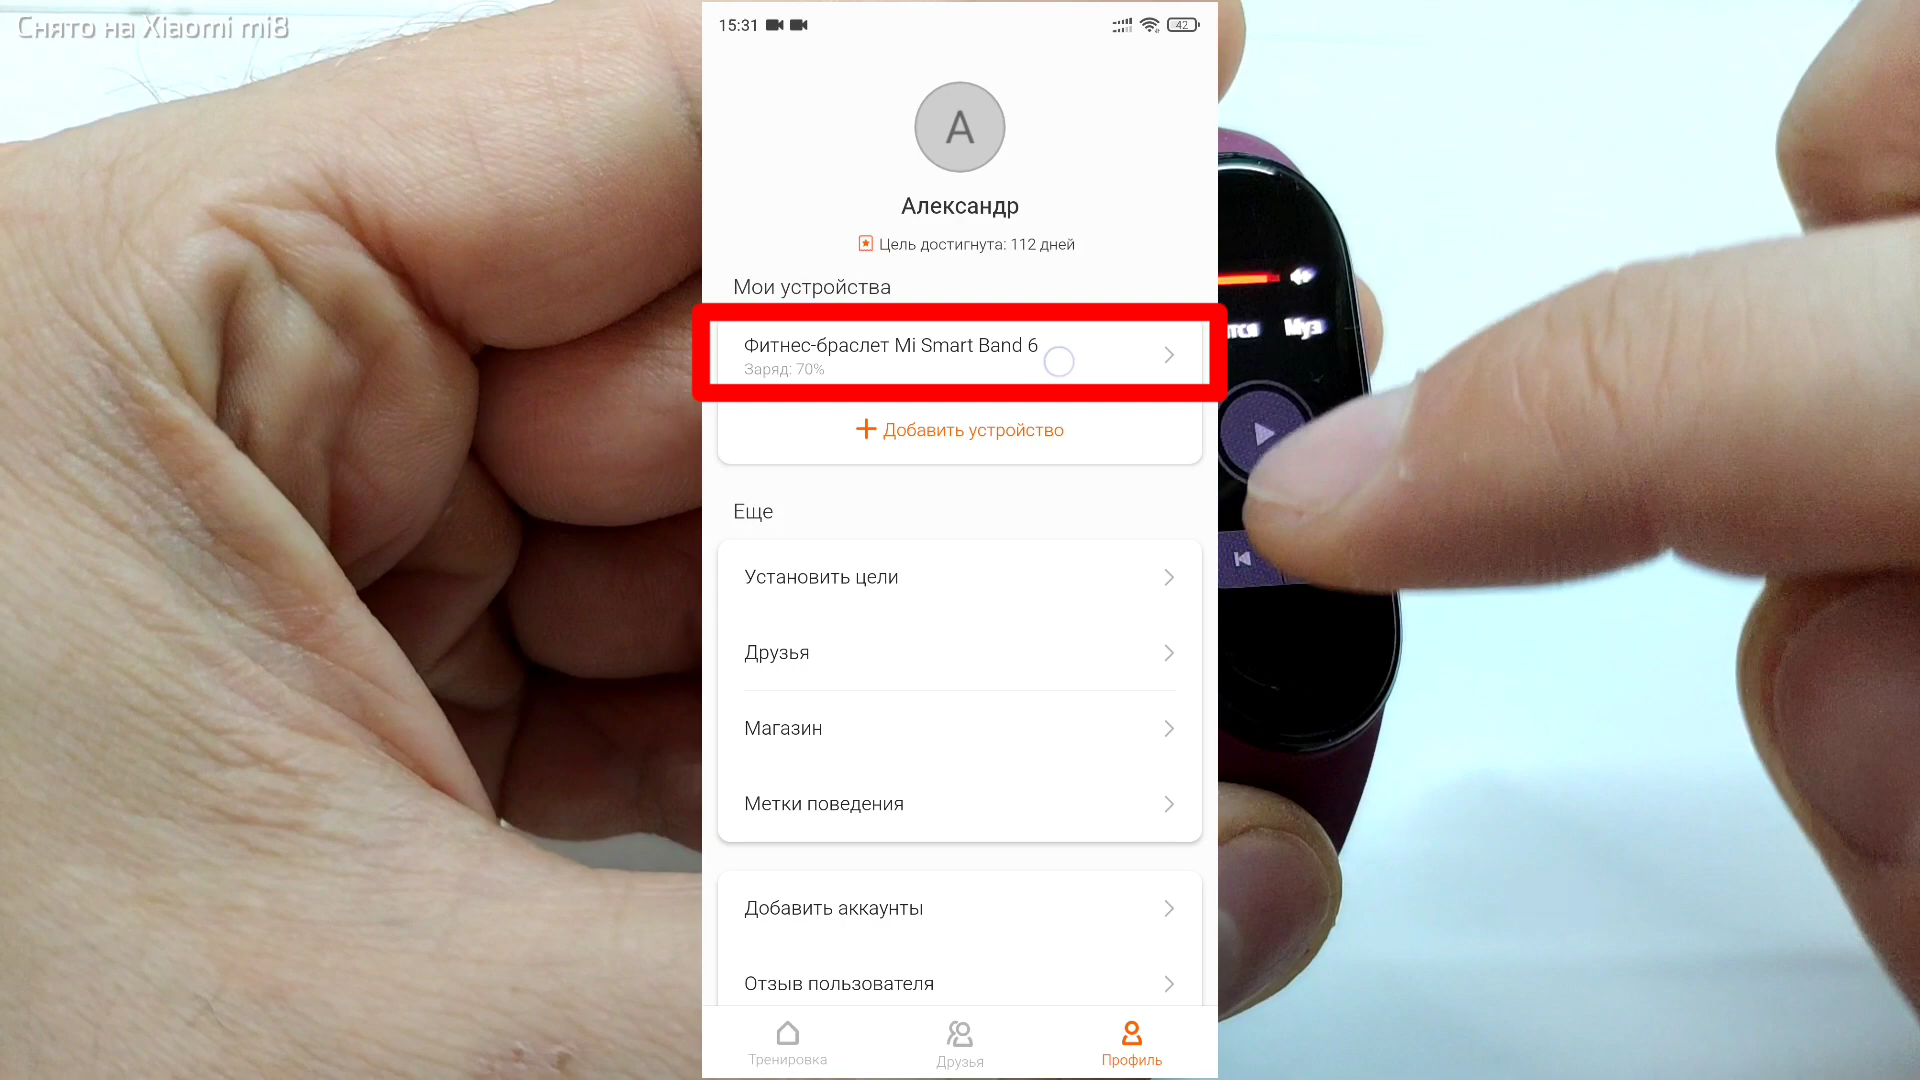 Снято на Xiaomi mi8
15:31
42
А
Александр
Цель достигнута: 112 дней
Мои устройства
Фитнес-браслет Mi Smart Band 6
Заряд: 70%
Добавить устройство
Еще
Установить цели
Друзья
Магазин
Метки поведения
Добавить аккаунты
Отзыв пользователя
Тренировка
Друзья
Профиль
тся Муз